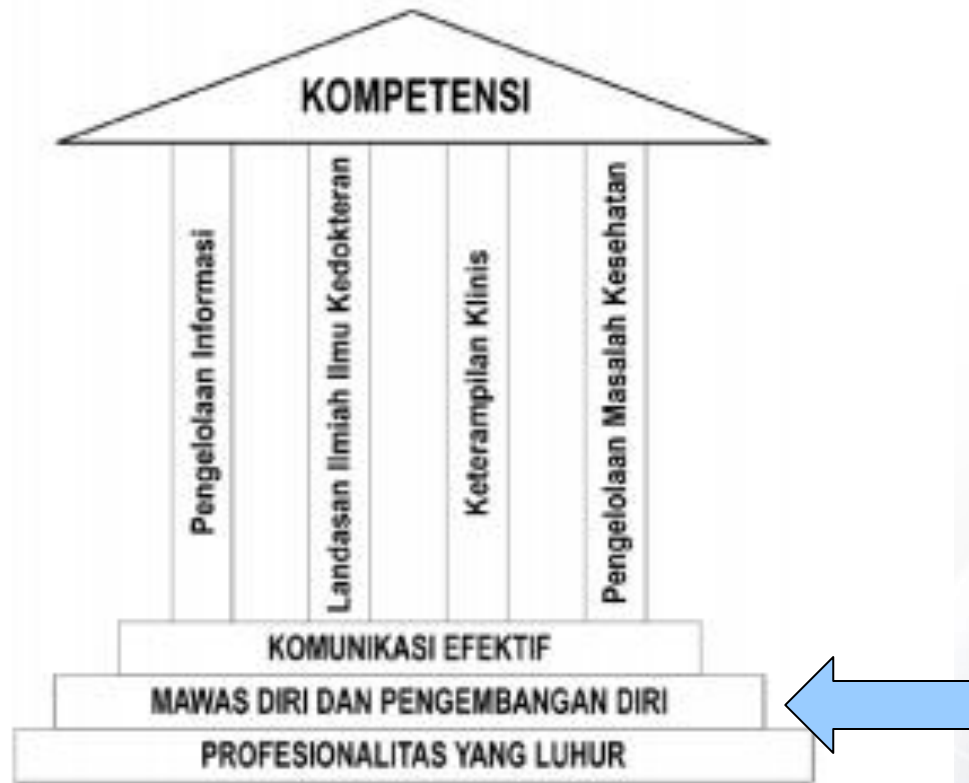 KOMPETENSI
Pengelolaan Informasi
Landasan Ilmiah Ilmu Kedokteran
Keterampilan Klinis
Pengelolaan Masalah Kesehatan
KOMUNIKASI EFEKTIF
MAWAS DIRI DAN PENGEMBANGAN DIRI
PROFESIONALITAS YANG LUHUR